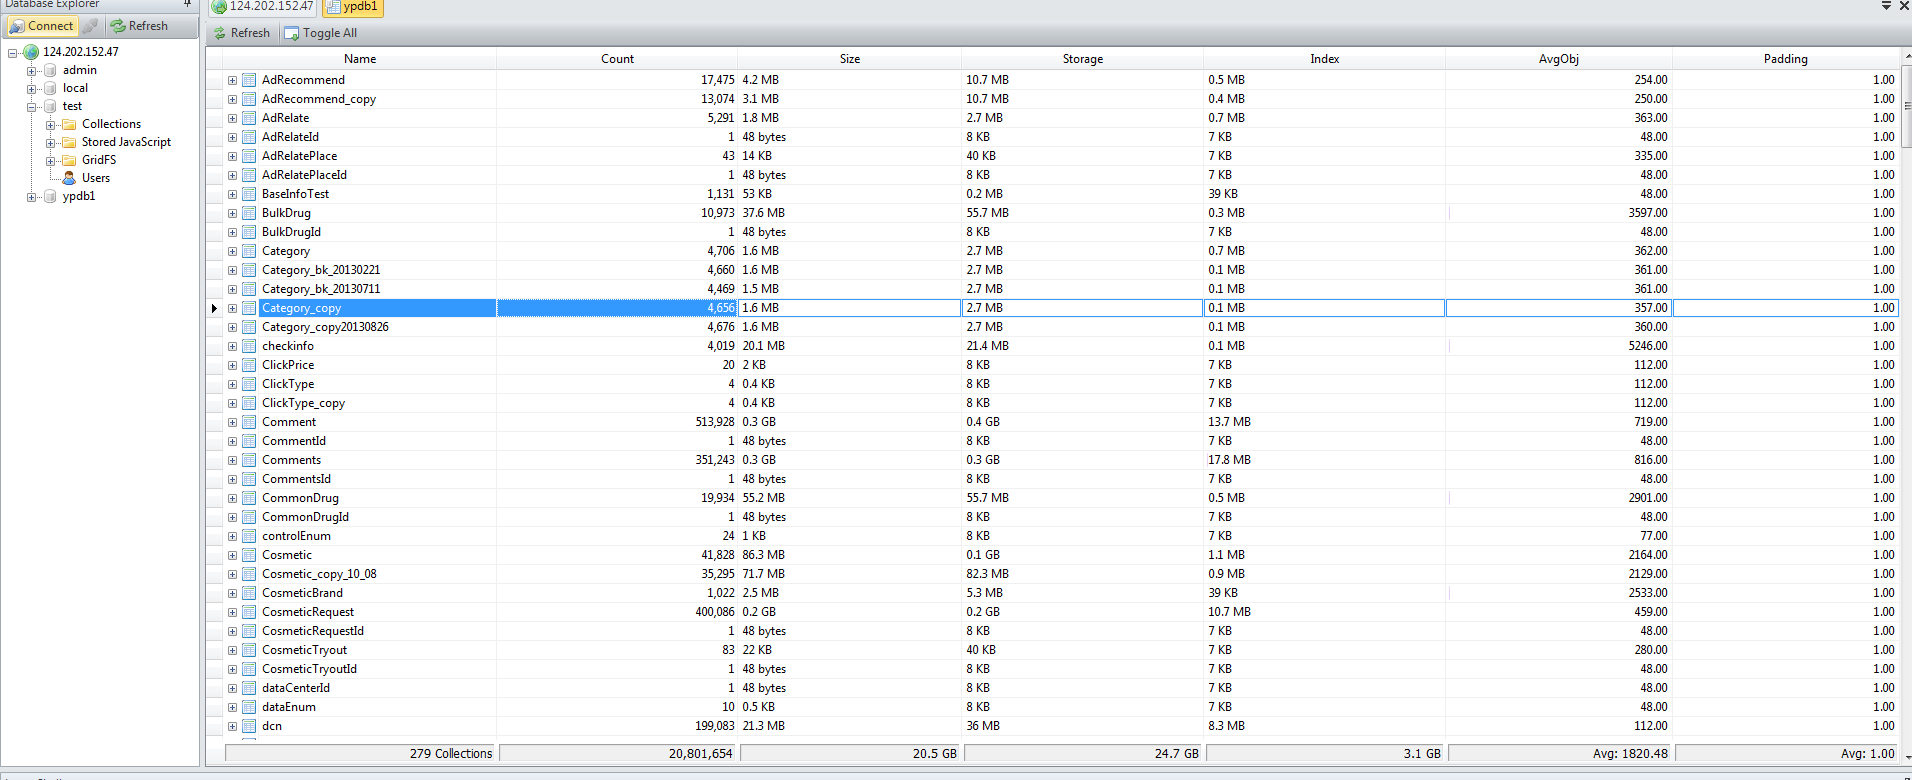 Database Explorer
124.202.152.47 ypdb1
Connect Refresh
Refresh Toggle All
124.202.152.47
admin
local
test
Collections
Stored JavaScript
GridFS
Users
ypdb1
Name Count Size Storage Index AvgObj Padding
AdRecommend 17,475 4.2 MB 10.7 MB 0.5 MB 254.00 1.00
AdRecommend_copy 13,074 3.1 MB 10.7 MB 0.4 MB 250.00 1.00
AdRelate 5,291 1.8 MB 2.7 MB 0.7 MB 363.00 1.00
AdRelateId 1 48 bytes 8 KB 7 KB 48.00 1.00
AdRelatePlace 43 14 KB 40 KB 7 KB 335.00 1.00
AdRelatePlaceId 1 48 bytes 8 KB 7 KB 48.00 1.00
BaseInfoTest 1,131 53 KB 0.2 MB 39 KB 48.00 1.00
BulkDrug 10,973 37.6 MB 55.7 MB 0.3 MB 3597.00 1.00
BulkDrugId 1 48 bytes 8 KB 7 KB 48.00 1.00
Category 4,706 1.6 MB 2.7 MB 0.7 MB 362.00 1.00
Category_bk_20130221 4,660 1.6 MB 2.7 MB 0.1 MB 361.00 1.00
Category_bk_20130711 4,469 1.5 MB 2.7 MB 0.1 MB 361.00 1.00
Category_copy 4,656 1.6 MB 2.7 MB 0.1 MB 357.00 1.00
Category_copy20130826 4,676 1.6 MB 2.7 MB 0.1 MB 360.00 1.00
checkinfo 4,019 20.1 MB 21.4 MB 0.1 MB 5246.00 1.00
ClickPrice 20 2 KB 8 KB 7 KB 112.00 1.00
ClickType 4 0.4 KB 8 KB 7 KB 112.00 1.00
ClickType_copy 4 0.4 KB 8 KB 7 KB 112.00 1.00
Comment 513,928 0.3 GB 0.4 GB 13.7 MB 719.00 1.00
CommentId 1 48 bytes 8 KB 7 KB 48.00 1.00
Comments 351,243 0.3 GB 0.3 GB 17.8 MB 816.00 1.00
CommentsId 1 48 bytes 8 KB 7 KB 48.00 1.00
CommonDrug 19,934 55.2 MB 55.7 MB 0.5 MB 2901.00 1.00
CommonDrugId 1 48 bytes 8 KB 7 KB 48.00 1.00
controlEnum 24 1 KB 8 KB 7 KB 77.00 1.00
Cosmetic 41,828 86.3 MB 0.1 GB 1.1 MB 2164.00 1.00
Cosmetic_copy_10_08 35,295 71.7 MB 82.3 MB 0.9 MB 2129.00 1.00
CosmeticBrand 1,022 2.5 MB 5.3 MB 39 KB 2533.00 1.00
CosmeticRequest 400,086 0.2 GB 0.2 GB 10.7 MB 459.00 1.00
CosmeticRequestId 1 48 bytes 8 KB 7 KB 48.00 1.00
CosmeticTryout 83 22 KB 40 KB 7 KB 280.00 1.00
CosmeticTryoutId 1 48 bytes 8 KB 7 KB 48.00 1.00
dataCenterId 1 48 bytes 8 KB 7 KB 48.00 1.00
dataEnum 10 0.5 KB 8 KB 7 KB 48.00 1.00
dcn 199,083 21.3 MB 36 MB 8.3 MB 112.00 1.00
279 Collections 20,801,654 20.5 GB 24.7 GB 3.1 GB Avg: 1820.48 Avg: 1.00